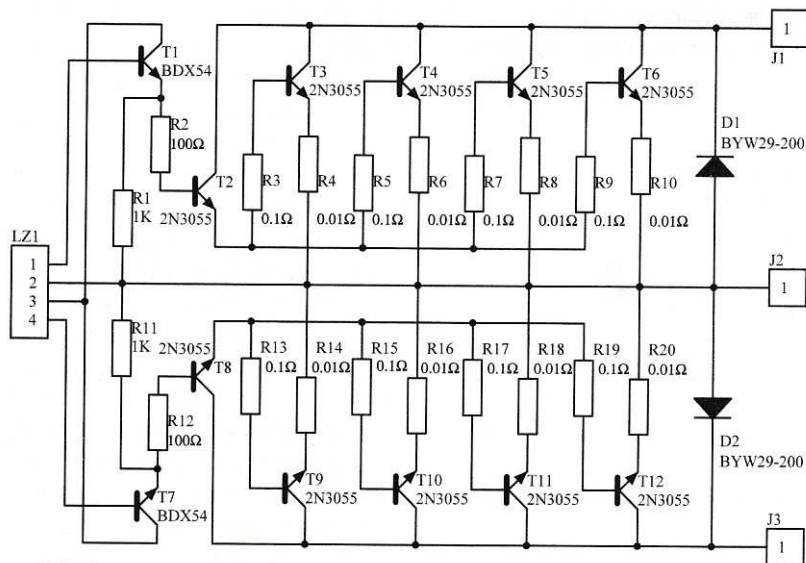 T1
BDX54
R2
100Ω
T2
2N3055
R1
1K
T3
2N3055
T4
2N3055
T5
2N3055
T6
2N3055
R3
0.1Ω
R4
0.01Ω
R5
0.1Ω
R6
0.01Ω
R7
0.1Ω
R8
0.01Ω
R9
0.1Ω
R10
0.01Ω
D1
BYW29-200
1
J1
LZ1
1
2
3
4
J2
1
R11
1K
2N3055
T8
R12
100Ω
T7
BDX54
R13
0.1Ω
R14
0.01Ω
R15
0.1Ω
R16
0.01Ω
R17
0.1Ω
R18
0.01Ω
R19
0.1Ω
R20
0.01Ω
T9
2N3055
T10
2N3055
T11
2N3055
T12
2N3055
D2
BYW29-200
J3
1